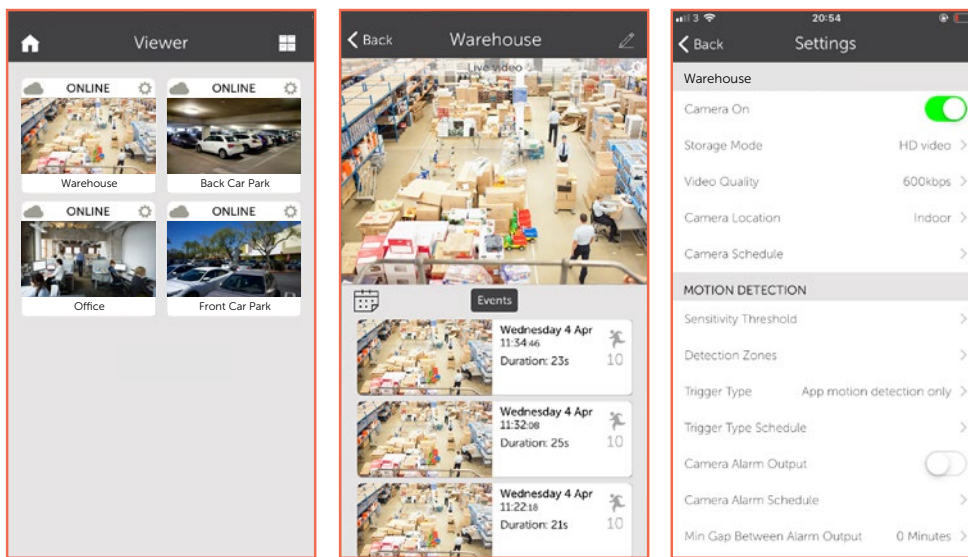 Viewer
ONLINE
ONLINE
Warehouse
Back Car Park
ONLINE
ONLINE
Office
Front Car Park
Back
Warehouse
Live video
Events
Wednesday 4 Apr
11:34:46
Duration: 23s
10
Wednesday 4 Apr
11:32:08
Duration: 25s
10
Wednesday 4 Apr
11:22:18
Duration: 21s
10
3
20:54
Back
Settings
Warehouse
Camera On
Storage Mode HD video
Video Quality 600kbps
Camera Location Indoor
Camera Schedule
MOTION DETECTION
Sensitivity Threshold
Detection Zones
Trigger Type App motion detection only
Trigger Type Schedule
Camera Alarm Output
Camera Alarm Schedule
Min Gap Between Alarm Output 0 Minutes